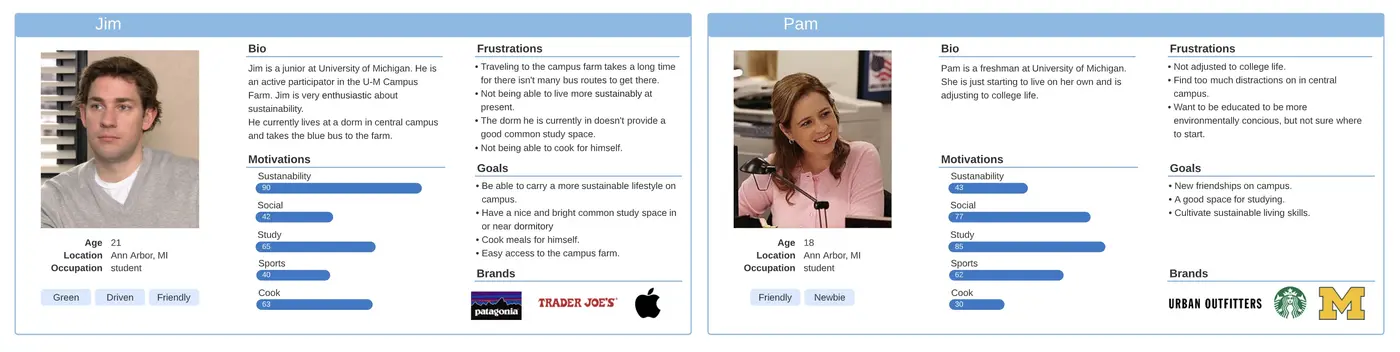 Jim
Bio
Jim is a junior at University of Michigan. He is
an active participator in the U-M Campus
Farm. Jim is very enthusiastic about
sustainability.
He currently lives at a dorm in central campus
and takes the blue bus to the farm.
Motivations
Sustanability
90
Social
42
Study
65
Sports
40
Cook
63
Frustrations
• Traveling to the campus farm takes a long time
for there isn't many bus routes to get there.
• Not being able to live more sustainably at
present.
• The dorm he is currently in doesn't provide a
good common study space.
• Not being able to cook for himself.
Goals
• Be able to carry a more sustainable lifestyle on
campus.
• Have a nice and bright common study space in
or near dormitory
• Cook meals for himself.
• Easy access to the campus farm.
Brands
patagonia
TRADER JOE'S
Age 21
Location Ann Arbor, MI
Occupation student
Green Driven Friendly
Pam
Bio
Pam is a freshman at University of Michigan.
She is just starting to live on her own and is
adjusting to college life.
Motivations
Sustanability
43
Social
77
Study
85
Sports
62
Cook
30
Frustrations
• Not adjusted to college life.
• Find too much distractions on in central
campus.
• Want to be educated to be more
environmentally concious, but not sure where
to start.
Goals
• New friendships on campus.
• A good space for studying.
• Cultivate sustainable living skills.
Brands
URBAN OUTFITTERS
M
Age 18
Location Ann Arbor, MI
Occupation student
Friendly Newbie